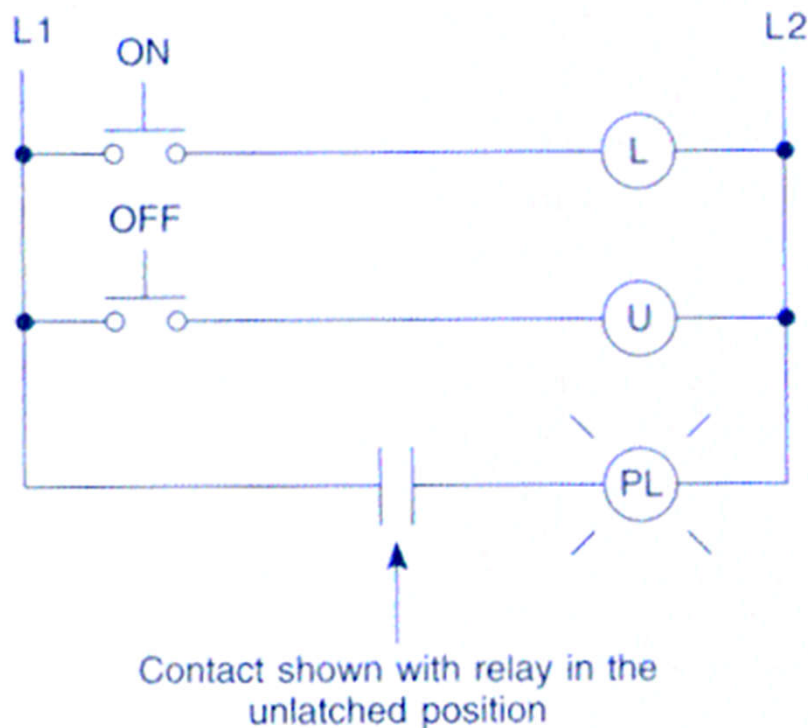 L1
L2
ON
L
OFF
U
PL
Contact shown with relay in the
unlatched position